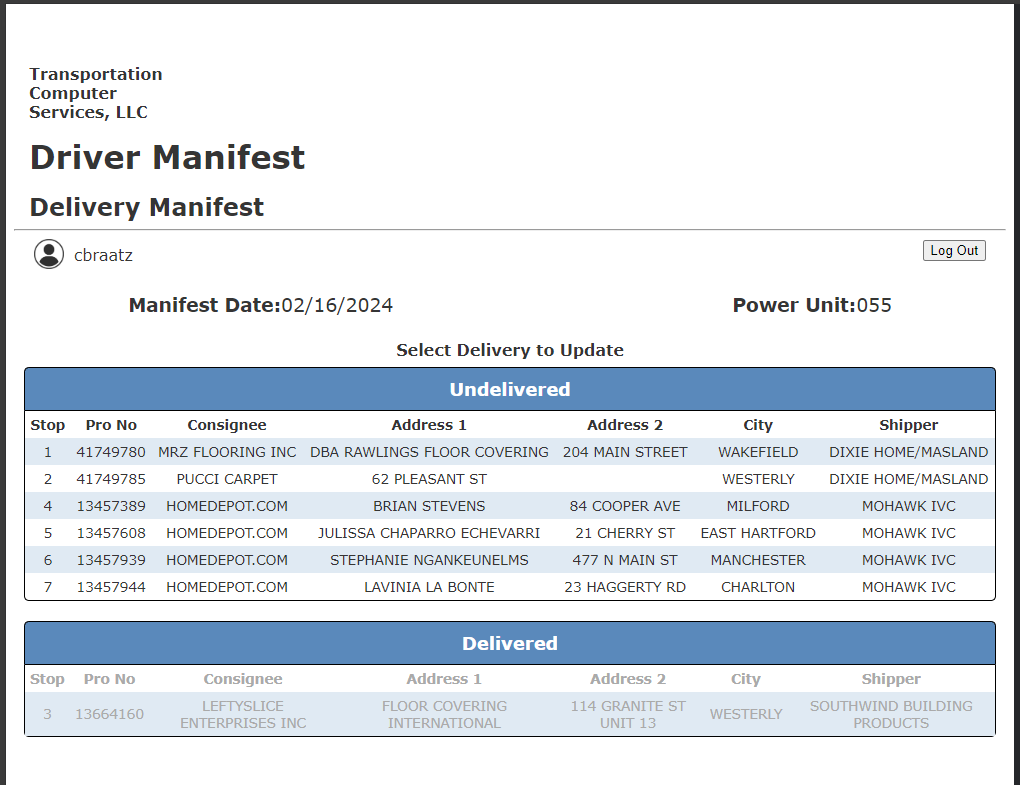 Transportation
Computer
Services, LLC
Driver Manifest
Delivery Manifest
cbraatz
Log Out
Manifest Date:02/16/2024 Power Unit:055
Select Delivery to Update
Undelivered
Stop Pro No Consignee Address 1 Address 2 City Shipper
1 41749780 MRZ FLOORING INC DBA RAWLINGS FLOOR COVERING 204 MAIN STREET WAKEFIELD DIXIE HOME/MASLAND
2 41749785 PUCCI CARPET 62 PLEASANT ST WESTERLY DIXIE HOME/MASLAND
4 13457389 HOMEDEPOT.COM BRIAN STEVENS 84 COOPER AVE MILFORD MOHAWK IVC
5 13457608 HOMEDEPOT.COM JULISSA CHAPARRO ECHEVARRI 21 CHERRY ST EAST HARTFORD MOHAWK IVC
6 13457939 HOMEDEPOT.COM STEPHANIE NGANKEUNELMS 477 N MAIN ST MANCHESTER MOHAWK IVC
7 13457944 HOMEDEPOT.COM LAVINIA LA BONTE 23 HAGGERTY RD CHARLTON MOHAWK IVC
Delivered
Stop Pro No Consignee Address 1 Address 2 City Shipper
3 13664160 LEFTYSLICE ENTERPRISES INC FLOOR COVERING INTERNATIONAL 114 GRANITE ST UNIT 13 WESTERLY SOUTHWIND BUILDING PRODUCTS